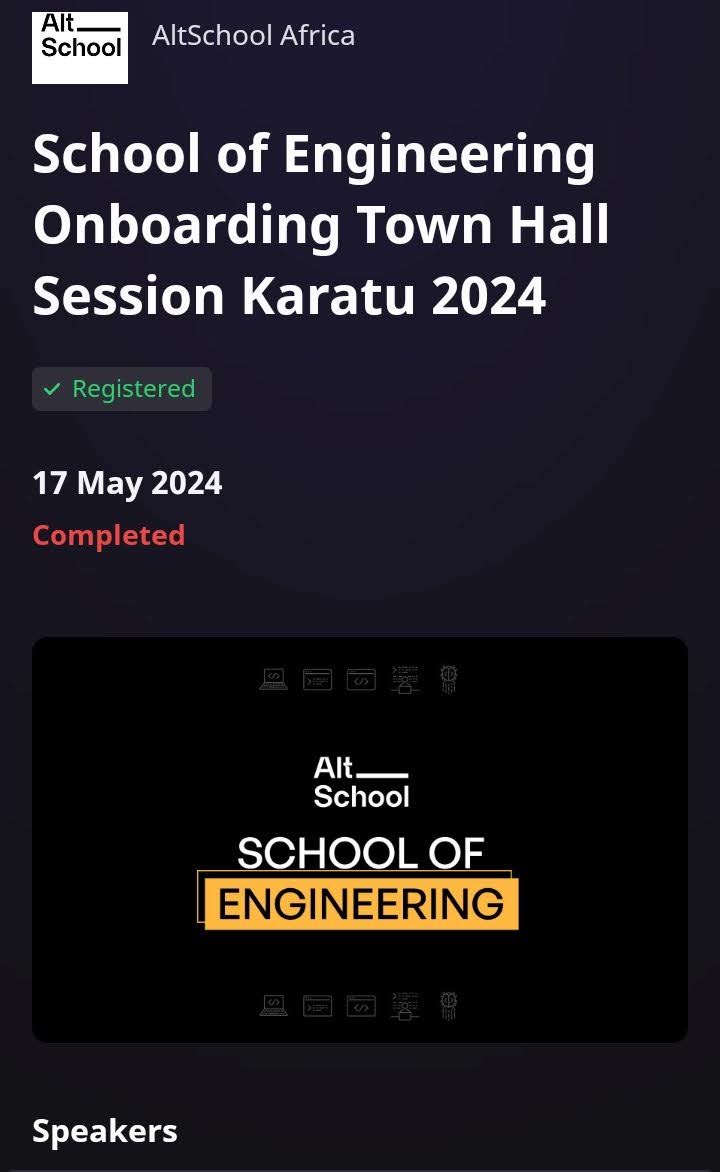 Alt
School
AltSchool Africa
School of Engineering
Onboarding Town Hall
Session Karatu 2024
Registered
17 May 2024
Completed
Alt
School
SCHOOL OF
ENGINEERING
Speakers